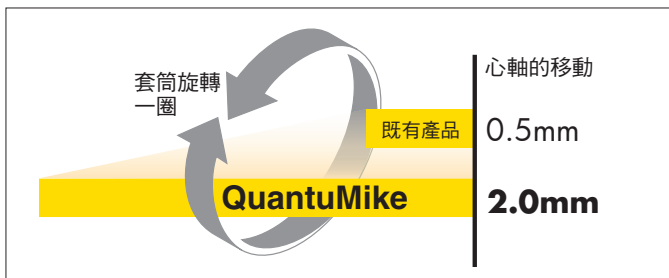 套筒旋轉
一圈
心軸的移動
既有產品
0.5mm
QuantuMike
2.0mm